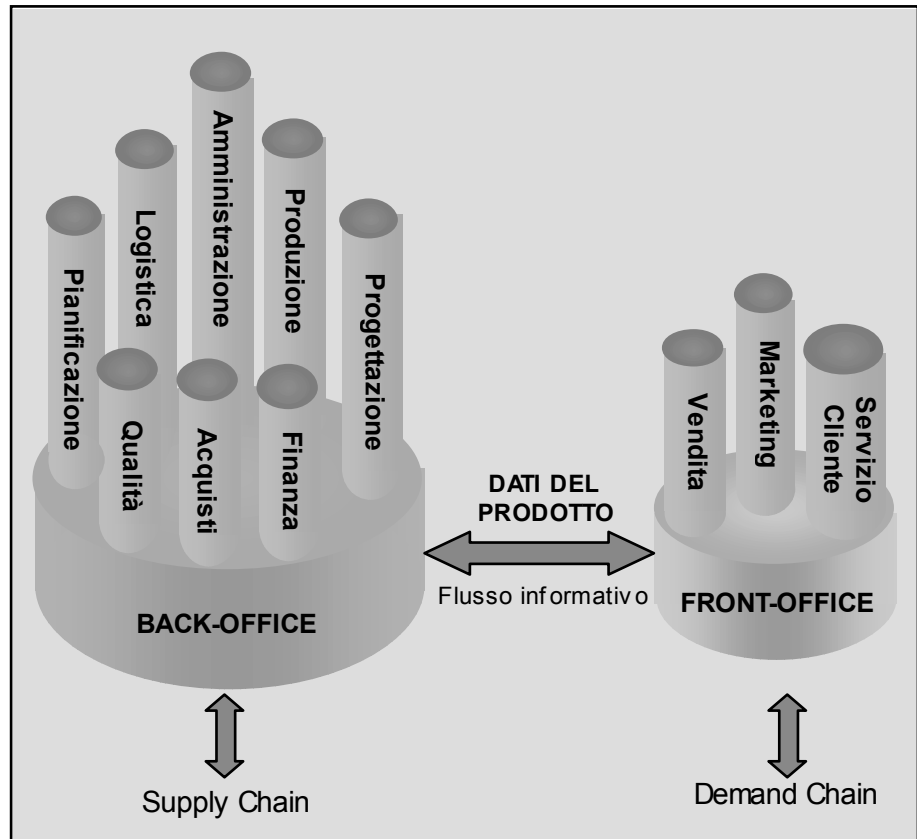 Pianificazione
Logistica
Amministrazione
Produzione
Progettazione
Qualità
Acquisti
Finanza
BACK-OFFICE
Supply Chain
DATI DEL
PRODOTTO
Flusso informativo
Vendita
Marketing
Servizio
Cliente
FRONT-OFFICE
Demand Chain